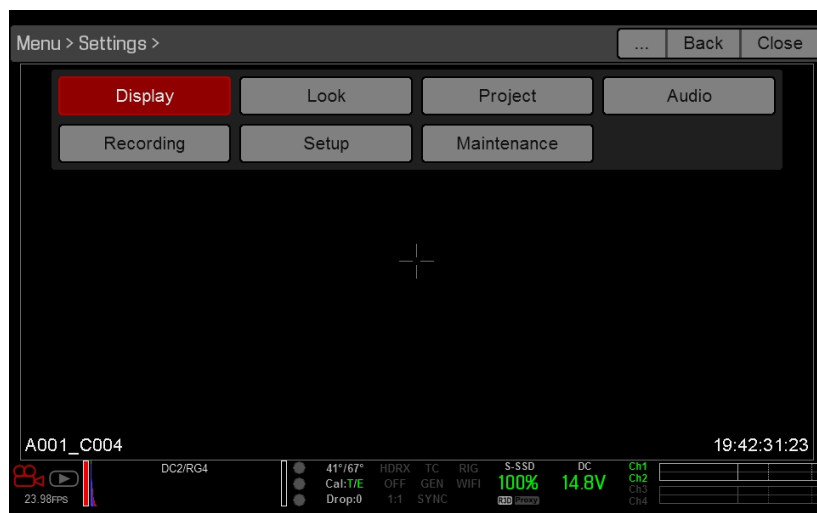 Menu > Settings > ... Back Close
Display Look Project Audio
Recording Setup Maintenance
A001_C004 19:42:31:23
DC2/RG4 41°/67° HDRX TC RIG S-SSD DC Ch1
Cal:T/E OFF GEN WIFI 100% 14.8V Ch2
23.98FPS Drop:0 1:1 SYNC R3D Proxy Ch3
Ch4